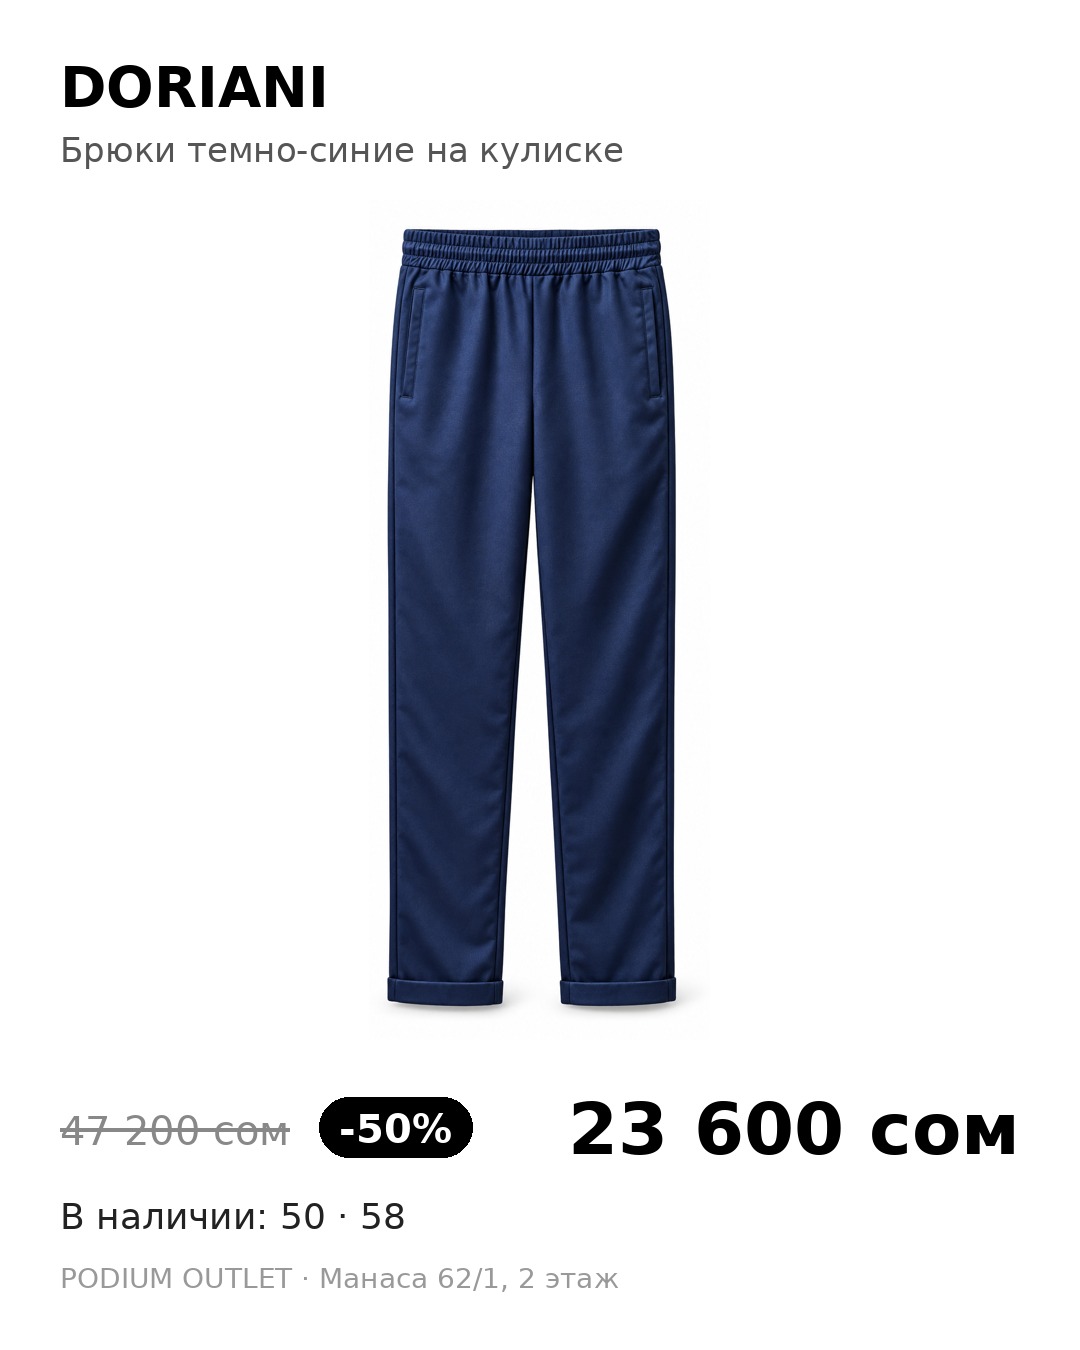 DORIANI
Брюки темно-синие на кулиске
47 200 сом -50% 23 600 сом
В наличии: 50 · 58
PODIUM OUTLET · Манаса 62/1, 2 этаж